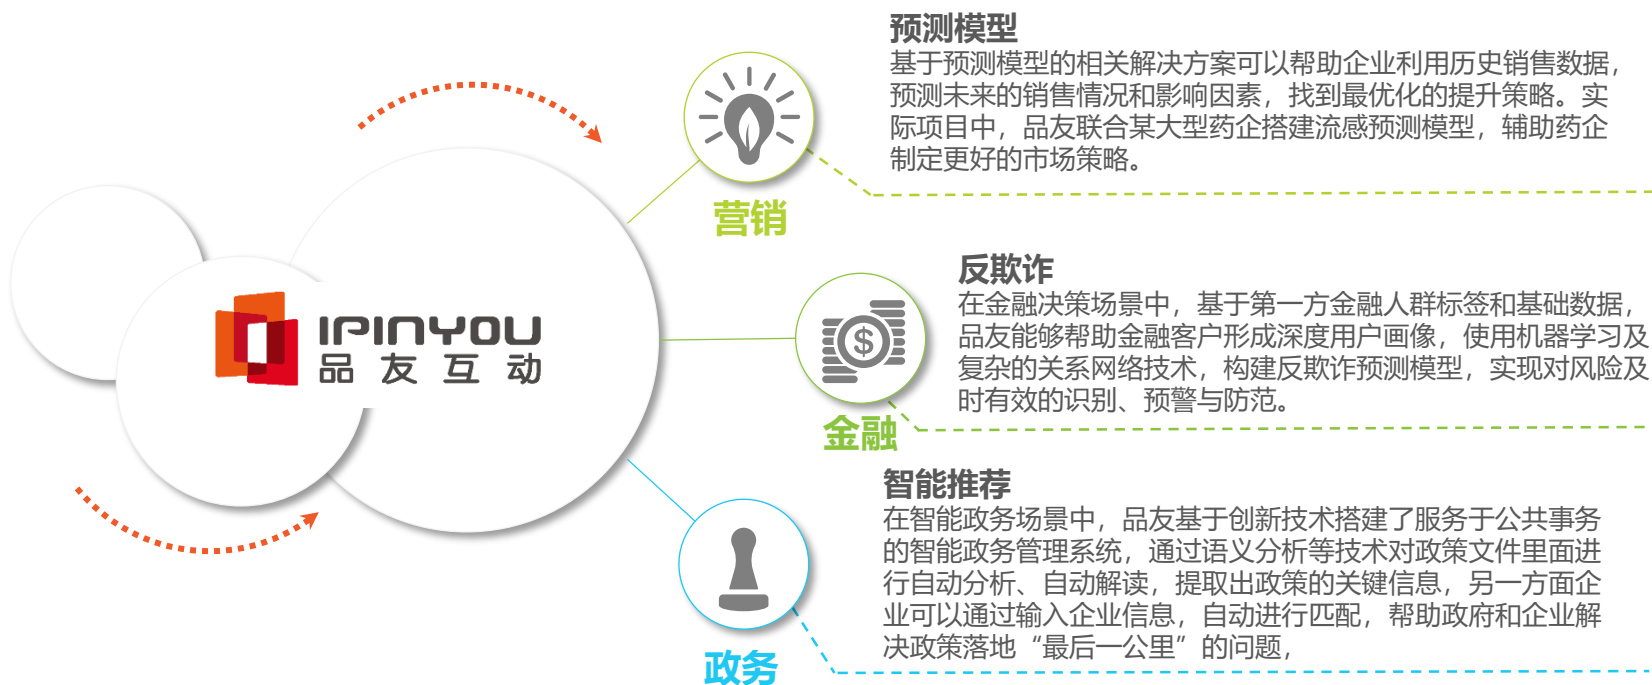 预测模型
基于预测模型的相关解决方案可以帮助企业利用历史销售数据，
预测未来的销售情况和影响因素，找到最优化的提升策略。实
际项目中，品友联合某大型药企搭建流感预测模型，辅助药企
制定更好的市场策略。
营销
反欺诈
在金融决策场景中，基于第一方金融人群标签和基础数据，
品友能够帮助金融客户形成深度用户画像，使用机器学习及
复杂的关系网络技术，构建反欺诈预测模型，实现对风险及
时有效的识别、预警与防范。
金融
IPINYOU
品友互动
智能推荐
在智能政务场景中，品友基于创新技术搭建了服务于公共事务
的智能政务管理系统，通过语义分析等技术对政策文件里面进
行自动分析、自动解读，提取出政策的关键信息，另一方面企
业可以通过输入企业信息，自动进行匹配，帮助政府和企业解
决政策落地“最后一公里”的问题，
政务